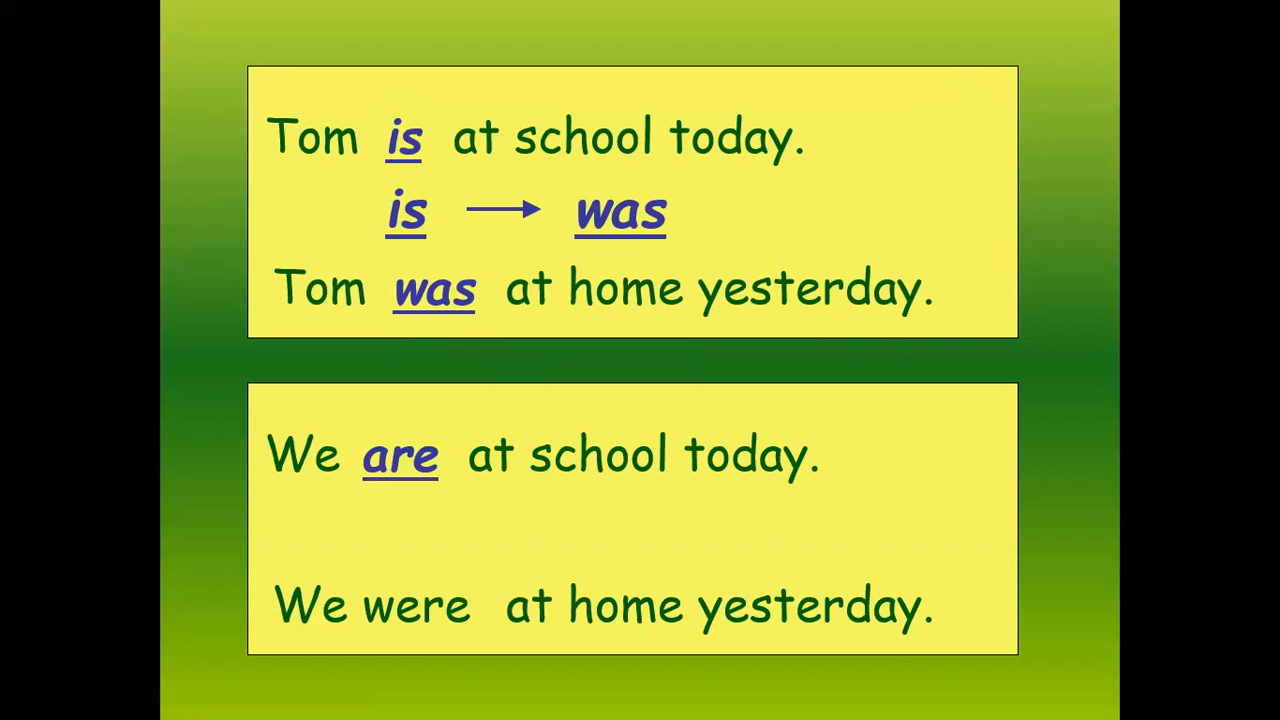 Tom is at school today.
is → was
Tom was at home yesterday.
We are at school today.
We were at home yesterday.